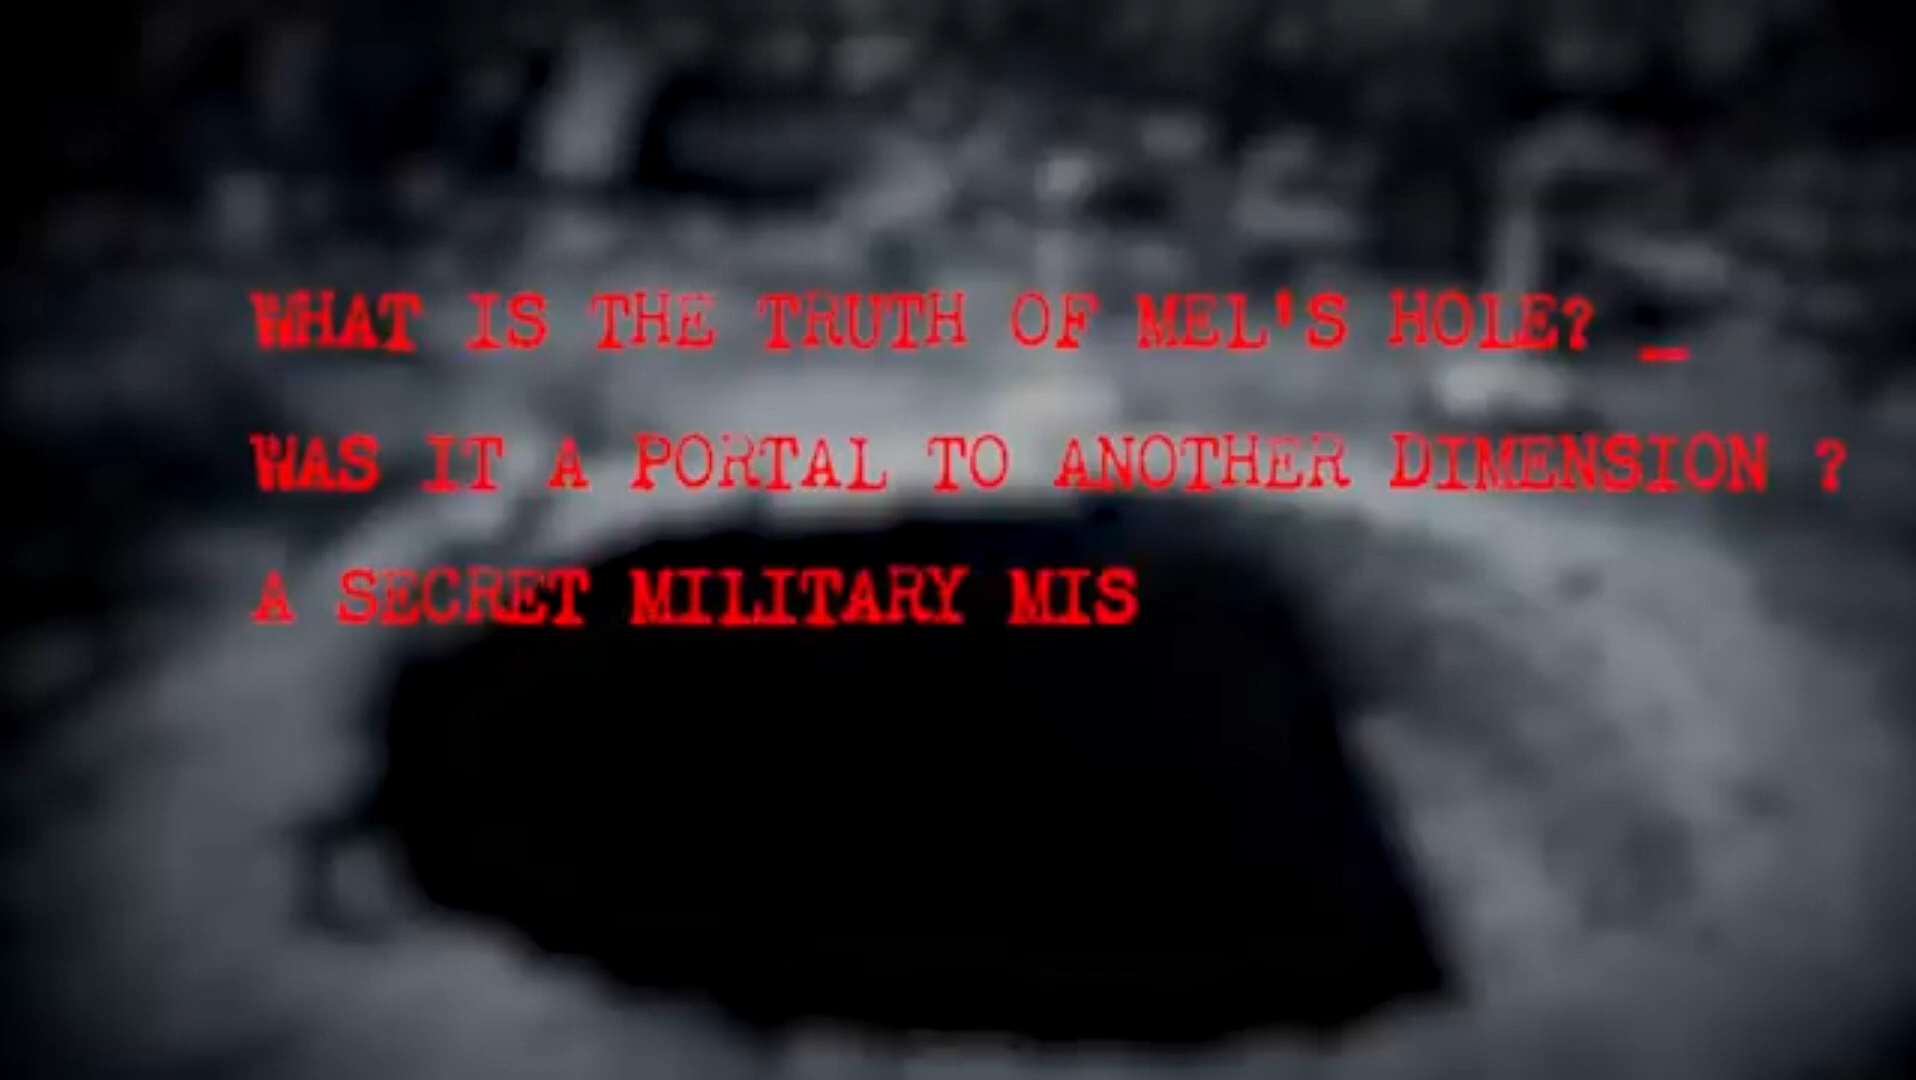 WHAT IS THE TRUTH OF MEL'S HOLE? _
WAS IT A PORTAL TO ANOTHER DIMENSION ?
A SECRET MILITARY MIS